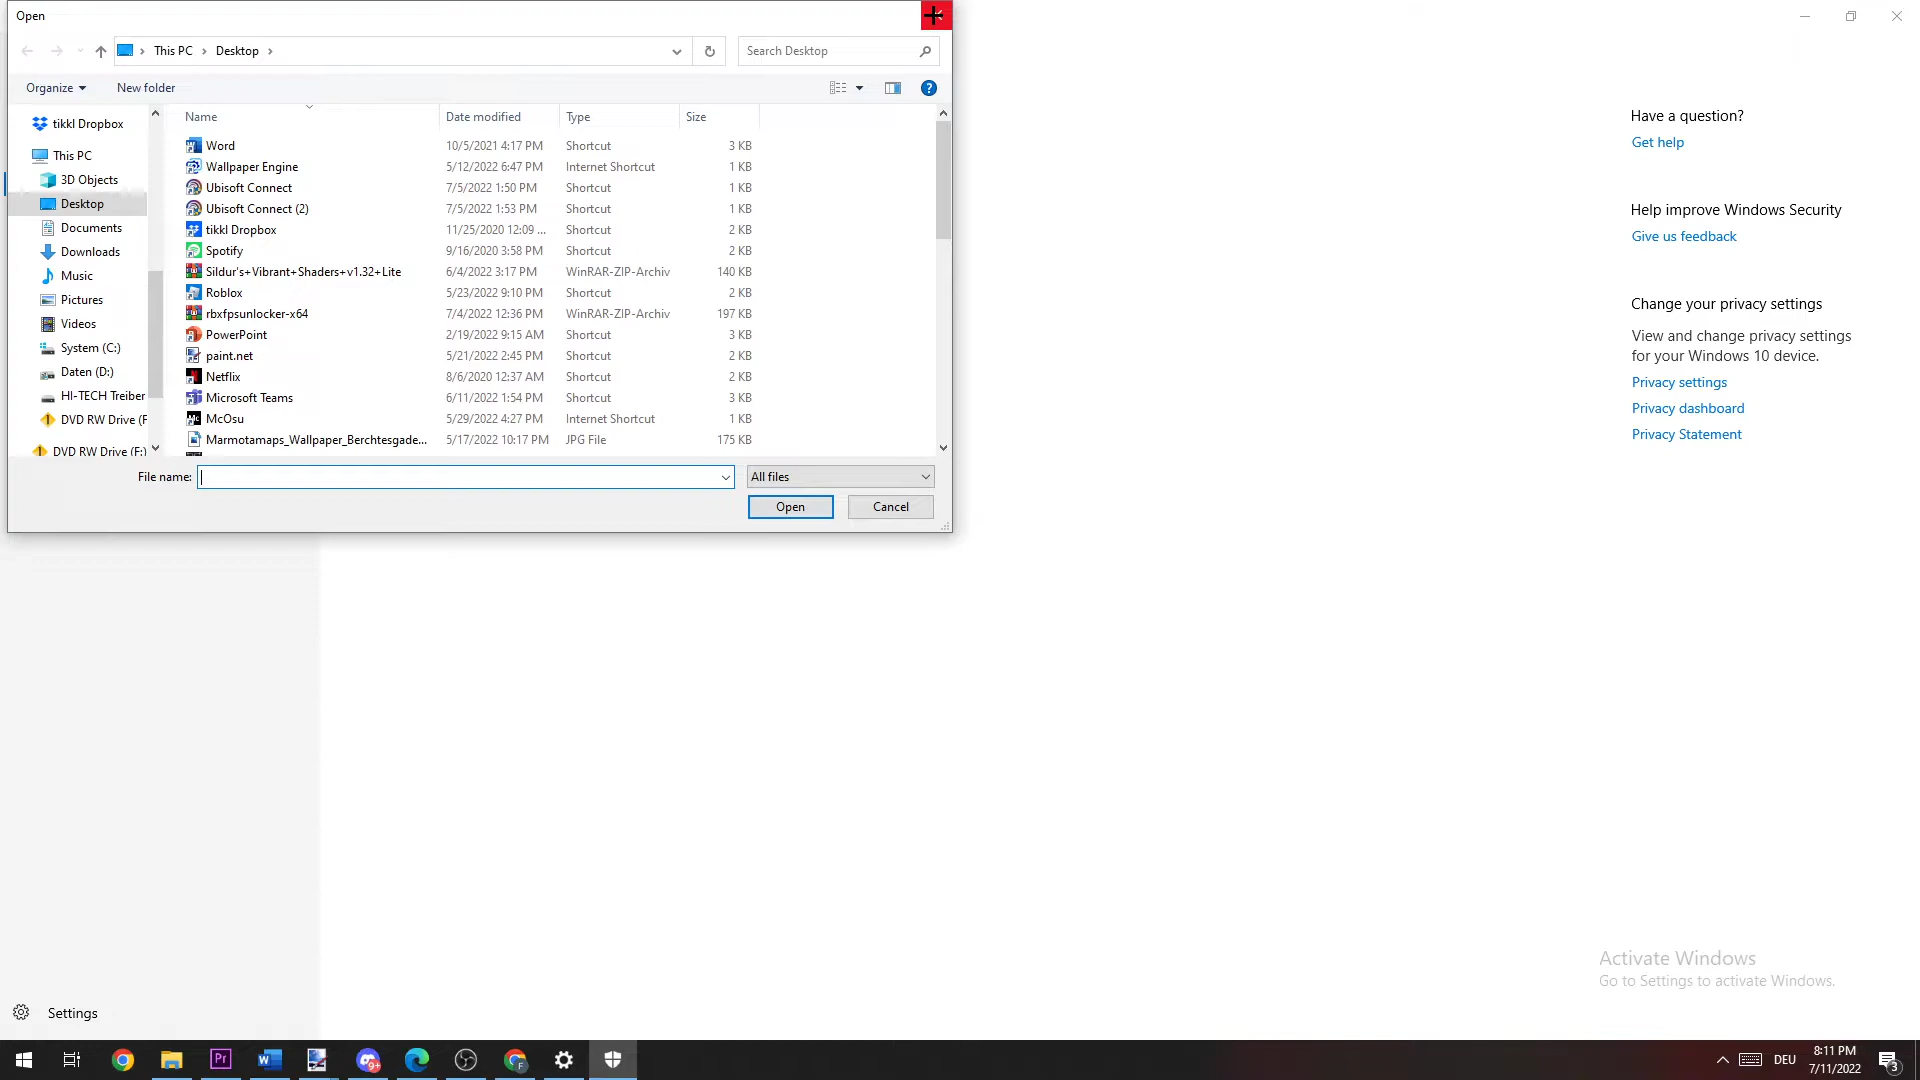 Open
This PC
Desktop
Search Desktop
Organize
New folder
Name
Date modified
Type
Size
tikkl Dropbox
This PC
3D Objects
Desktop
Documents
Downloads
Music
Pictures
Videos
System (C:)
Daten (D:)
HI-TECH Treiber
DVD RW Drive (F
DVD RW Drive (F:)
Word 10/5/2021 4:17 PM Shortcut 3 KB
Wallpaper Engine 5/12/2022 6:47 PM Internet Shortcut 1 KB
Ubisoft Connect 7/5/2022 1:50 PM Shortcut 1 KB
Ubisoft Connect (2) 7/5/2022 1:53 PM Shortcut 1 KB
tikkl Dropbox 11/25/2020 12:09 ... Shortcut 2 KB
Spotify 9/16/2020 3:58 PM Shortcut 2 KB
Sildur's+Vibrant+Shaders+v1.32+Lite 6/4/2022 3:17 PM WinRAR-ZIP-Archiv 140 KB
Roblox 5/23/2022 9:10 PM Shortcut 2 KB
rbxfpsunlocker-x64 7/4/2022 12:36 PM WinRAR-ZIP-Archiv 197 KB
PowerPoint 2/19/2022 9:15 AM Shortcut 3 KB
paint.net 5/21/2022 2:45 PM Shortcut 2 KB
Netflix 8/6/2020 12:37 AM Shortcut 2 KB
Microsoft Teams 6/11/2022 1:54 PM Shortcut 3 KB
McOsu 5/29/2022 4:27 PM Internet Shortcut 1 KB
Marmotamaps_Wallpaper_Berchtesgade... 5/17/2022 10:17 PM JPG File 175 KB
File name:
All files
Open
Cancel
Have a question?
Get help
Help improve Windows Security
Give us feedback
Change your privacy settings
View and change privacy settings
for your Windows 10 device.
Privacy settings
Privacy dashboard
Privacy Statement
Activate Windows
Go to Settings to activate Windows.
Settings
Pr
W
9+
F
DEU
8:11 PM
7/11/2022
3